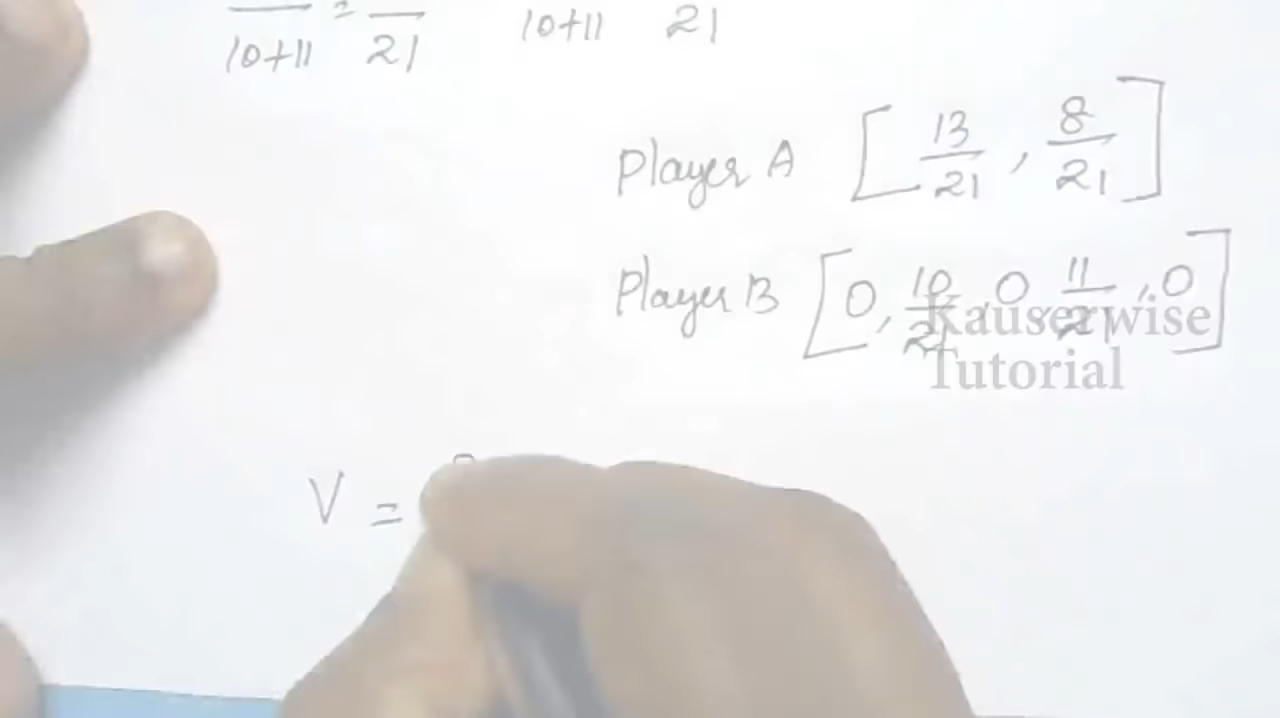 10+11 = 21 10+11 21
Player A [ 13/21 , 8/21 ]
Player B [ 0, 10/21, 0, 11/21, 0 ]
Kauserwise
Tutorial
V =